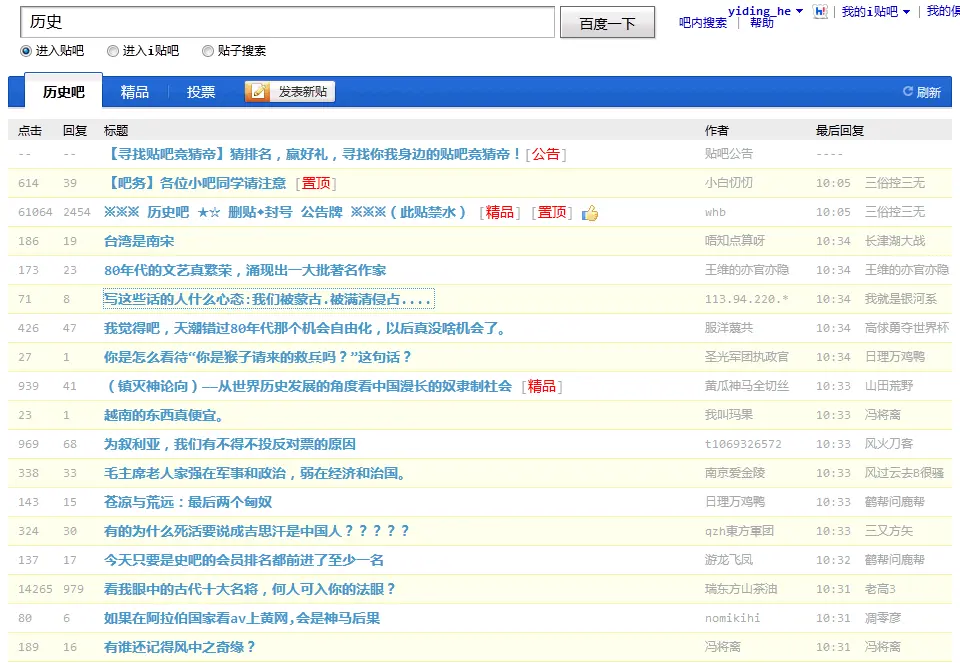 yiding_he 我的i贴吧 我的俱
历史 百度一下 吧内搜索 帮助
进入贴吧 进入i贴吧 贴子搜索
历史吧 精品 投票 发表新贴 刷新
点击 回复 标题 作者 最后回复
-- -- 【寻找贴吧竞猜帝】猜排名，赢好礼，寻找你我身边的贴吧竞猜帝！[公告] 贴吧公告 ----
614 39 【吧务】各位小吧同学请注意 [置顶] 小白忉忉 10:05 三俗控三无
61064 2454 ※※※ 历史吧 ★☆ 删贴◆封号 公告牌 ※※※（此贴禁水） [精品] [置顶] whb 10:05 三俗控三无
186 19 台湾是南宋 唔知点算呀 10:34 长津湖大战
173 23 80年代的文艺真繁荣，涌现出一大批著名作家 王维的亦官亦隐 10:34 王维的亦官亦隐
71 8 写这些话的人什么心态:我们被蒙古.被满清侵占.... 113.94.220.* 10:34 我就是银河系
426 47 我觉得吧，天潮错过80年代那个机会自由化，以后真没啥机会了。 服洋蕽共 10:34 高俅勇夺世界杯
27 1 你是怎么看待“你是猴子请来的救兵吗？”这句话？ 圣光军团执政官 10:34 日理万鸡鸭
939 41 （镇灭神论向）——从世界历史发展的角度看中国漫长的奴隶制社会 [精品] 黄瓜神马全切丝 10:33 山田荒野
23 1 越南的东西真便宜。 我叫玛果 10:33 冯将斋
969 68 为叙利亚，我们有不得不投反对票的原因 t1069326572 10:33 风火刀客
338 33 毛主席老人家强在军事和政治，弱在经济和治国。 南京爱金陵 10:33 风过云去B很骚
143 15 苍凉与荒远：最后两个匈奴 日理万鸡鸭 10:33 鹤帮问鹿帮
324 30 有的为什么死活要说成吉思汗是中国人？？？？？ qzh東方軍团 10:33 三又方矢
137 17 今天只要是史吧的会员排名都前进了至少一名 游龙飞凤 10:32 鹤帮问鹿帮
14265 979 看我眼中的古代十大名将，何人可入你的法眼？ 瑞东方山茶油 10:31 老高3
80 6 如果在阿拉伯国家看av上黄网,会是神马后果 nomikihi 10:31 凋零彦
189 16 有谁还记得风中之奇缘？ 冯将斋 10:31 冯将斋